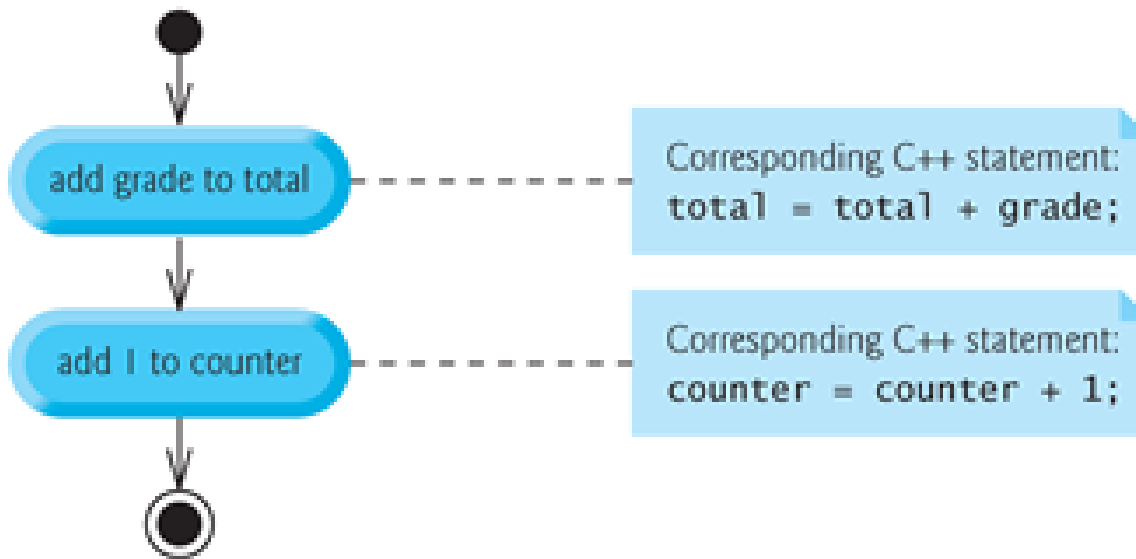 add grade to total
Corresponding C++ statement:
total = total + grade;
add 1 to counter
Corresponding C++ statement:
counter = counter + 1;